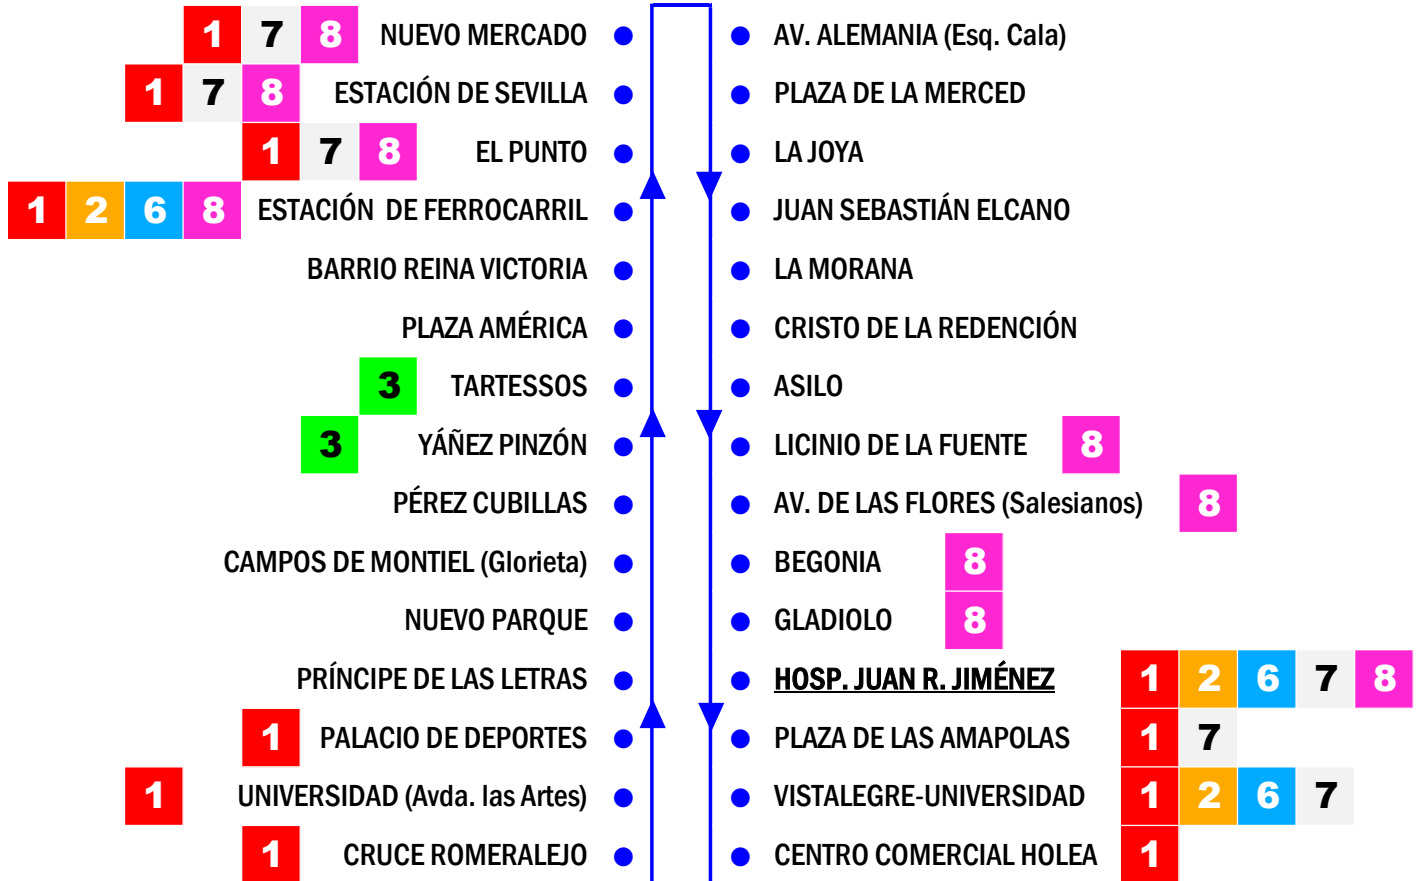 1 7 8 NUEVO MERCADO AV. ALEMANIA (Esq. Cala)
1 7 8 ESTACIÓN DE SEVILLA PLAZA DE LA MERCED
1 7 8 EL PUNTO LA JOYA
1 2 6 8 ESTACIÓN DE FERROCARRIL JUAN SEBASTIÁN ELCANO
BARRIO REINA VICTORIA LA MORANA
PLAZA AMÉRICA CRISTO DE LA REDENCIÓN
3 TARTESSOS ASILO
3 YÁÑEZ PINZÓN LICINIO DE LA FUENTE 8
PÉREZ CUBILLAS AV. DE LAS FLORES (Salesianos) 8
CAMPOS DE MONTIEL (Glorieta) BEGONIA 8
NUEVO PARQUE GLADIOLO 8
PRÍNCIPE DE LAS LETRAS HOSP. JUAN R. JIMÉNEZ 1 2 6 7 8
1 PALACIO DE DEPORTES PLAZA DE LAS AMAPOLAS 1 7
1 UNIVERSIDAD (Avda. las Artes) VISTALEGRE-UNIVERSIDAD 1 2 6 7
1 CRUCE ROMERALEJO CENTRO COMERCIAL HOLEA 1